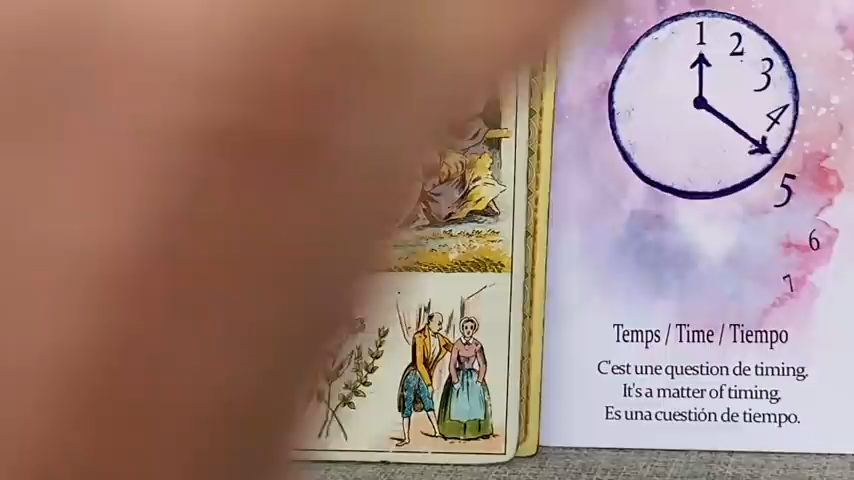 1
2
3
4
5
6
7
Temps / Time / Tiempo
C'est une question de timing.
It's a matter of timing.
Es una cuestión de tiempo.